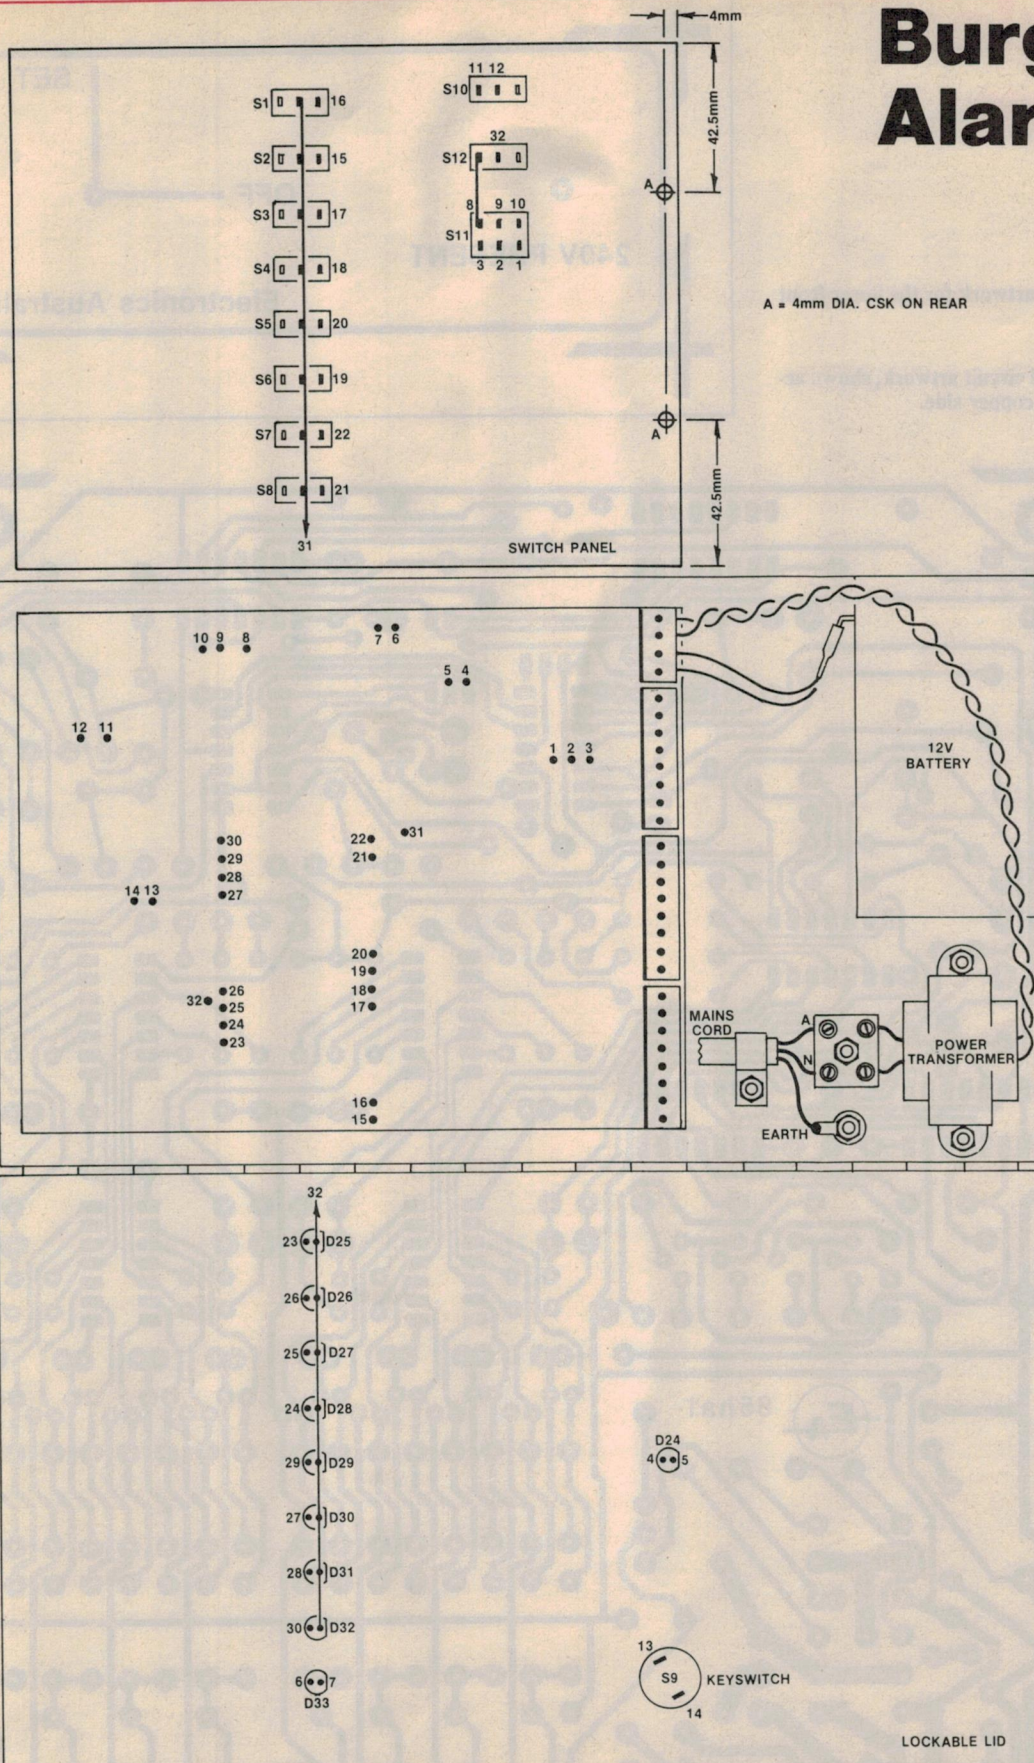 Burg
Alar
4mm
42.5mm
11 12
S10
S1 16
32
S12
S2 15
8 9 10
S11
3 2 1
A
S3 17
S4 18
S5 20
S6 19
S7 22
S8 21
31
A
42.5mm
SWITCH PANEL
A = 4mm DIA. CSK ON REAR
10 9 8
7 6
5 4
12 11
1 2 3
12V
BATTERY
30
29
28
27
22
21
31
14 13
20
19
18
17
32
26
25
24
23
16
15
MAINS
CORD
A
N
EARTH
POWER
TRANSFORMER
32
23 D25
26 D26
25 D27
24 D28
29 D29
27 D30
28 D31
30 D32
6 7
D33
D24
4 5
13
S9 KEYSWITCH
14
LOCKABLE LID